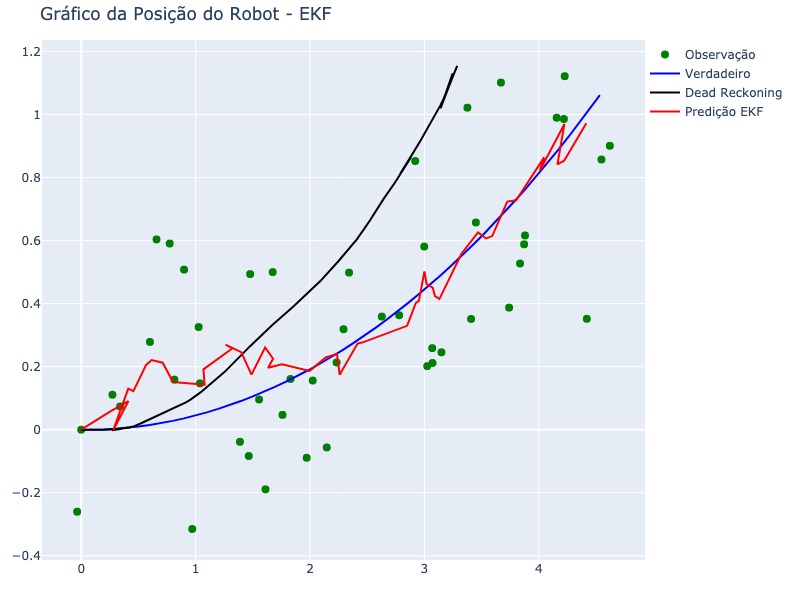 Gráfico da Posição do Robot - EKF
Observação
Verdadeiro
Dead Reckoning
Predição EKF
1.2
1
0.8
0.6
0.4
0.2
0
−0.2
−0.4
0 1 2 3 4